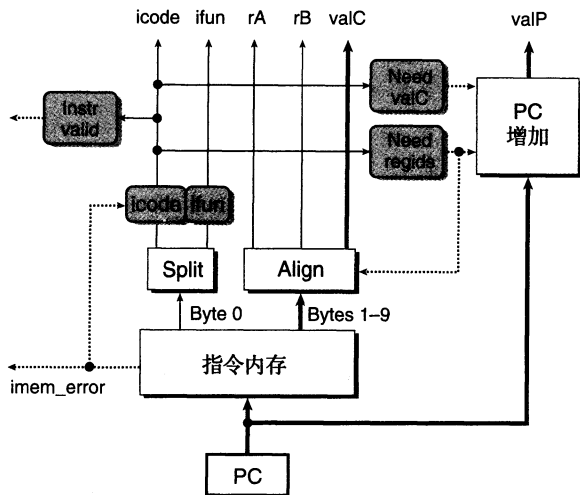 icode ifun rA rB valC valP
Need
valC
Instr
valid
PC
增加
Need
regids
icode ifun
Split
Align
Byte 0
Bytes 1–9
指令内存
imem_error
PC